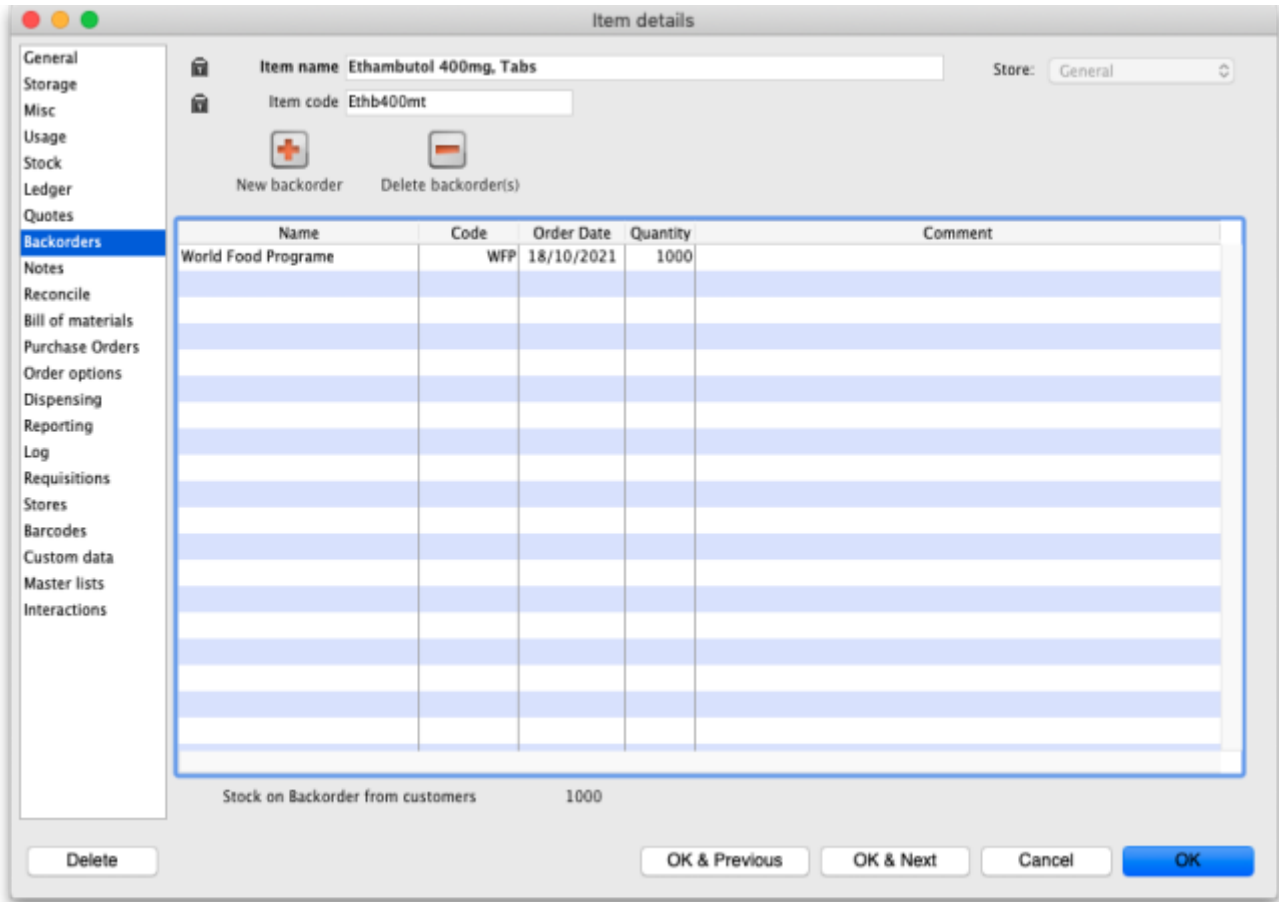 Item details
General
Storage
Misc
Usage
Stock
Ledger
Quotes
Backorders
Notes
Reconcile
Bill of materials
Purchase Orders
Order options
Dispensing
Reporting
Log
Requisitions
Stores
Barcodes
Custom data
Master lists
Interactions
Item name Ethambutol 400mg, Tabs
Store: General
Item code Ethb400mt
New backorder Delete backorder(s)
Name Code Order Date Quantity Comment
World Food Programe WFP 18/10/2021 1000
Stock on Backorder from customers 1000
Delete OK & Previous OK & Next Cancel OK